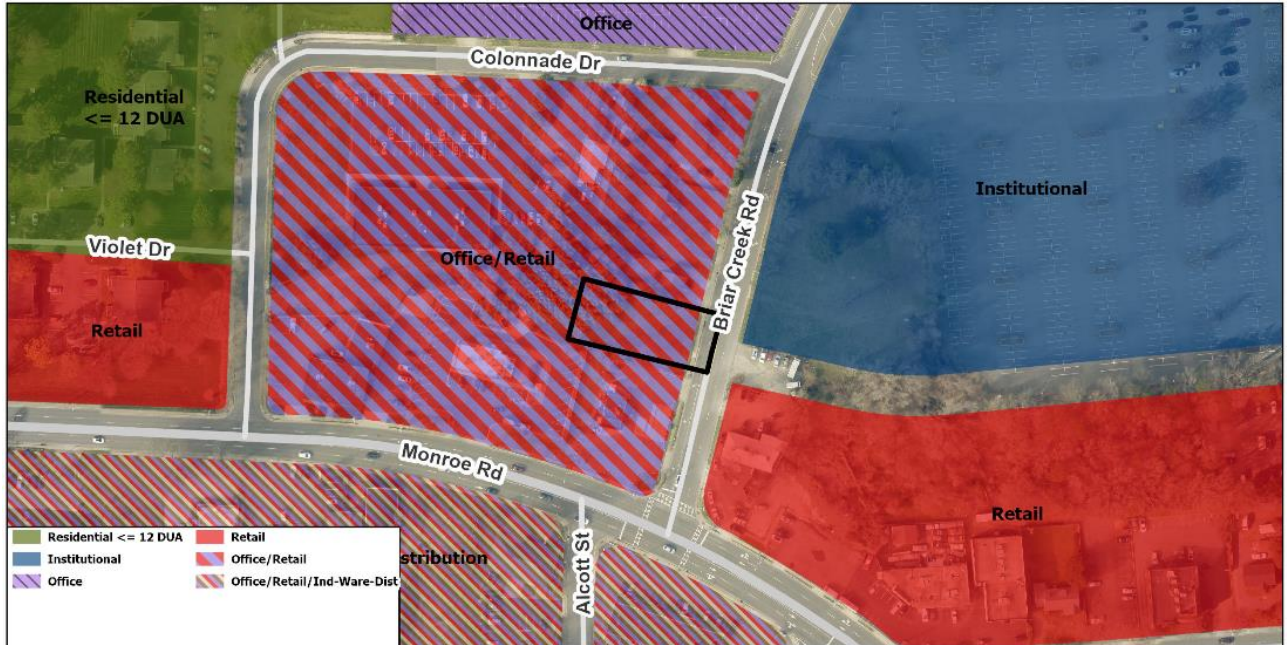 Office
Colonnade Dr
Residential
<= 12 DUA
Institutional
Violet Dr
Office/Retail
Briar Creek Rd
Retail
Monroe Rd
Retail
Alcott St
stribution
Residential <= 12 DUA
Retail
Institutional
Office/Retail
Office
Office/Retail/Ind-Ware-Dist